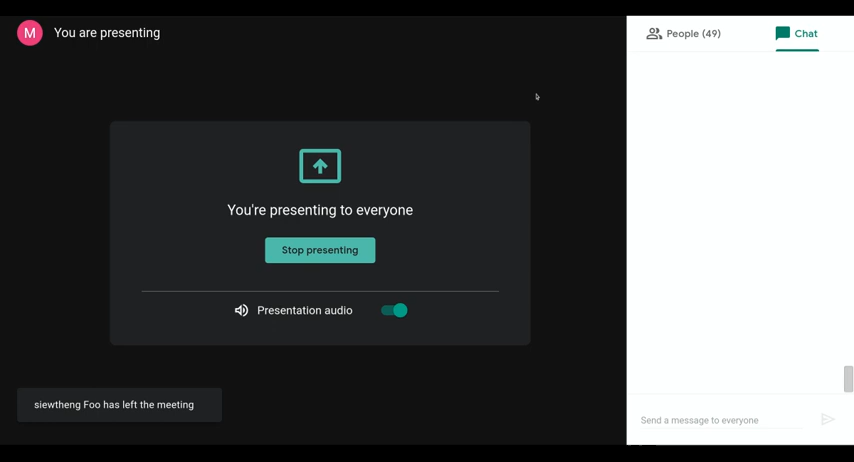 M
You are presenting
People (49)
Chat
You're presenting to everyone
Stop presenting
Presentation audio
siewtheng Foo has left the meeting
Send a message to everyone